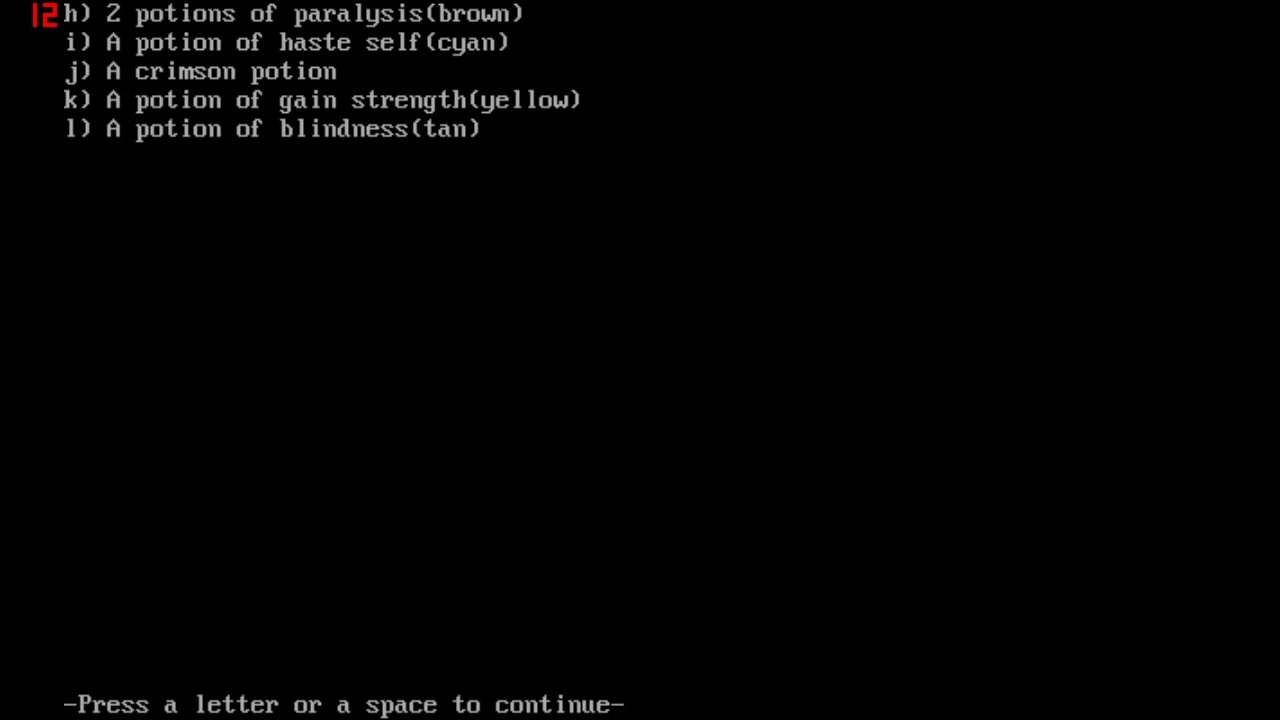 12 h) 2 potions of paralysis(brown)
i) A potion of haste self(cyan)
j) A crimson potion
k) A potion of gain strength(yellow)
l) A potion of blindness(tan)
-Press a letter or a space to continue-